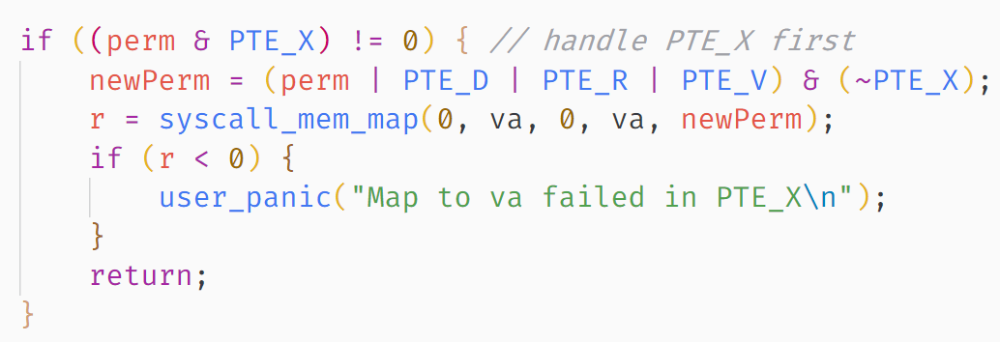 if ((perm & PTE_X) != 0) { // handle PTE_X first
    newPerm = (perm | PTE_D | PTE_R | PTE_V) & (~PTE_X);
    r = syscall_mem_map(0, va, 0, va, newPerm);
    if (r < 0) {
        user_panic("Map to va failed in PTE_X\n");
    }
    return;
}